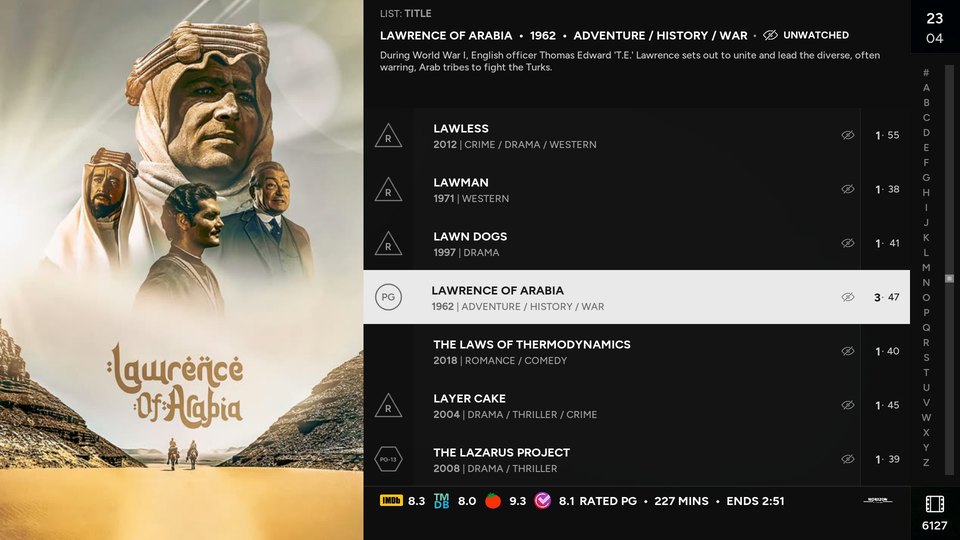 Lawrence
Of Arabia
LIST: TITLE
LAWRENCE OF ARABIA • 1962 • ADVENTURE / HISTORY / WAR • UNWATCHED
During World War I, English officer Thomas Edward 'T.E.' Lawrence sets out to unite and lead the diverse, often
warring, Arab tribes to fight the Turks.
R
LAWLESS
2012 | CRIME / DRAMA / WESTERN
1· 55
R
LAWMAN
1971 | WESTERN
1· 38
R
LAWN DOGS
1997 | DRAMA
1· 41
PG
LAWRENCE OF ARABIA
1962 | ADVENTURE / HISTORY / WAR
3· 47
THE LAWS OF THERMODYNAMICS
2018 | ROMANCE / COMEDY
1· 40
R
LAYER CAKE
2004 | DRAMA / THRILLER / CRIME
1· 45
PG-13
THE LAZARUS PROJECT
2008 | DRAMA / THRILLER
1· 39
IMDb 8.3 TMDB 8.0 9.3 8.1 RATED PG • 227 MINS • ENDS 2:51
HORIZON
23
04
#
A
B
C
D
E
F
G
H
I
J
K
L
M
N
O
P
Q
R
S
T
U
V
W
X
Y
Z
6127